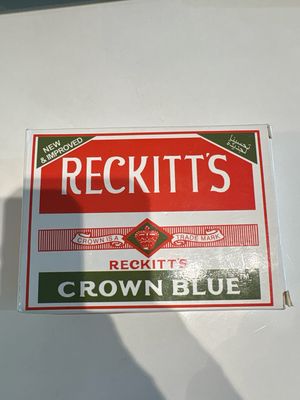 NEW
& IMPROVED
RECKITT'S
CROWN IS A TRADE MARK
RECKITT'S
CROWN BLUE